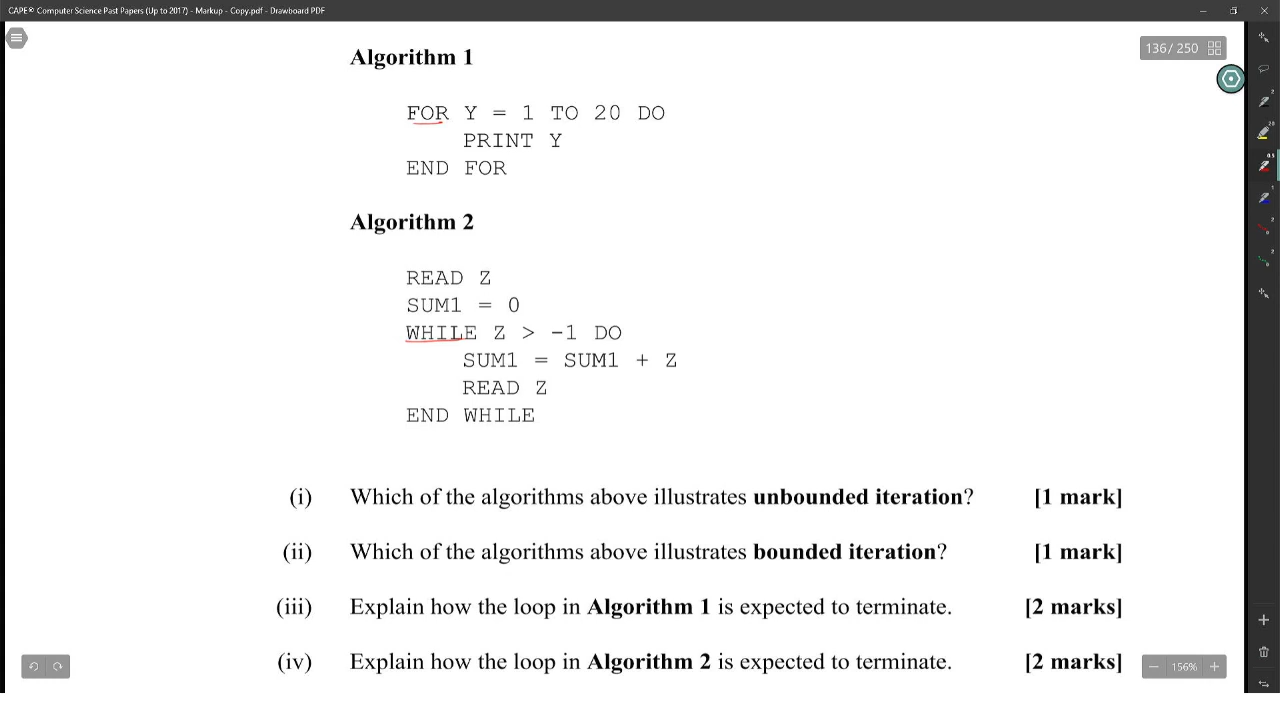 CAPE® Computer Science Past Papers (Up to 2017) - Markup - Copy.pdf - Drawboard PDF
136 / 250
Algorithm 1
FOR Y = 1 TO 20 DO
PRINT Y
END FOR
Algorithm 2
READ Z
SUM1 = 0
WHILE Z > -1 DO
SUM1 = SUM1 + Z
READ Z
END WHILE
(i) Which of the algorithms above illustrates unbounded iteration? [1 mark]
(ii) Which of the algorithms above illustrates bounded iteration? [1 mark]
(iii) Explain how the loop in Algorithm 1 is expected to terminate. [2 marks]
(iv) Explain how the loop in Algorithm 2 is expected to terminate. [2 marks]
156%